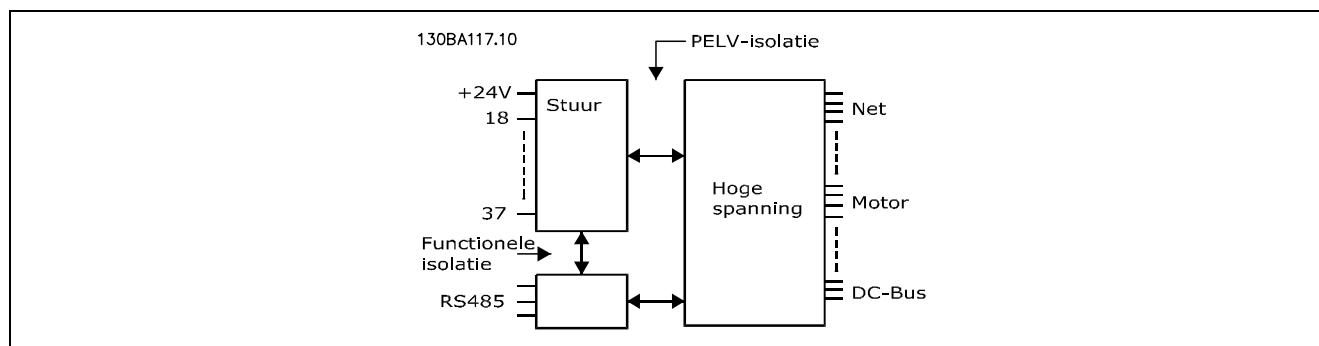 130BA117.10
PELV-isolatie
+24V
Stuur
18
37
Functionele
isolatie
RS485
Hoge
spanning
Net
Motor
DC-Bus